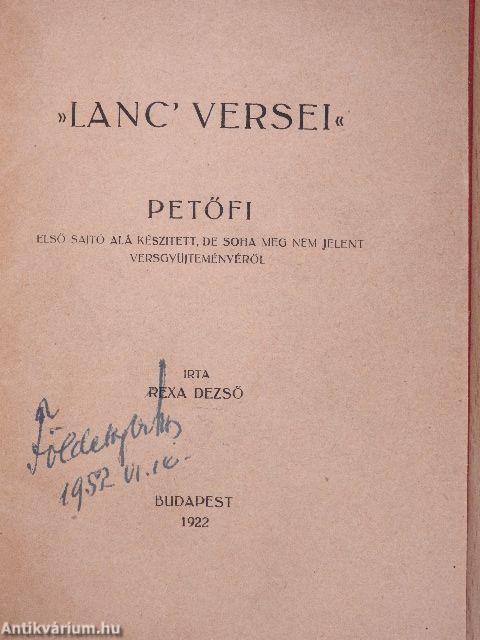 »LANC’ VERSEI«
PETŐFI
ELSŐ SAJTÓ ALÁ KÉSZITETT, DE SOHA MEG NEM JELENT
VERSGYÜJTEMÉNYÉRŐL
IRTA
REXA DEZSŐ
1952 VI.
BUDAPEST
1922
Antikvárium.hu